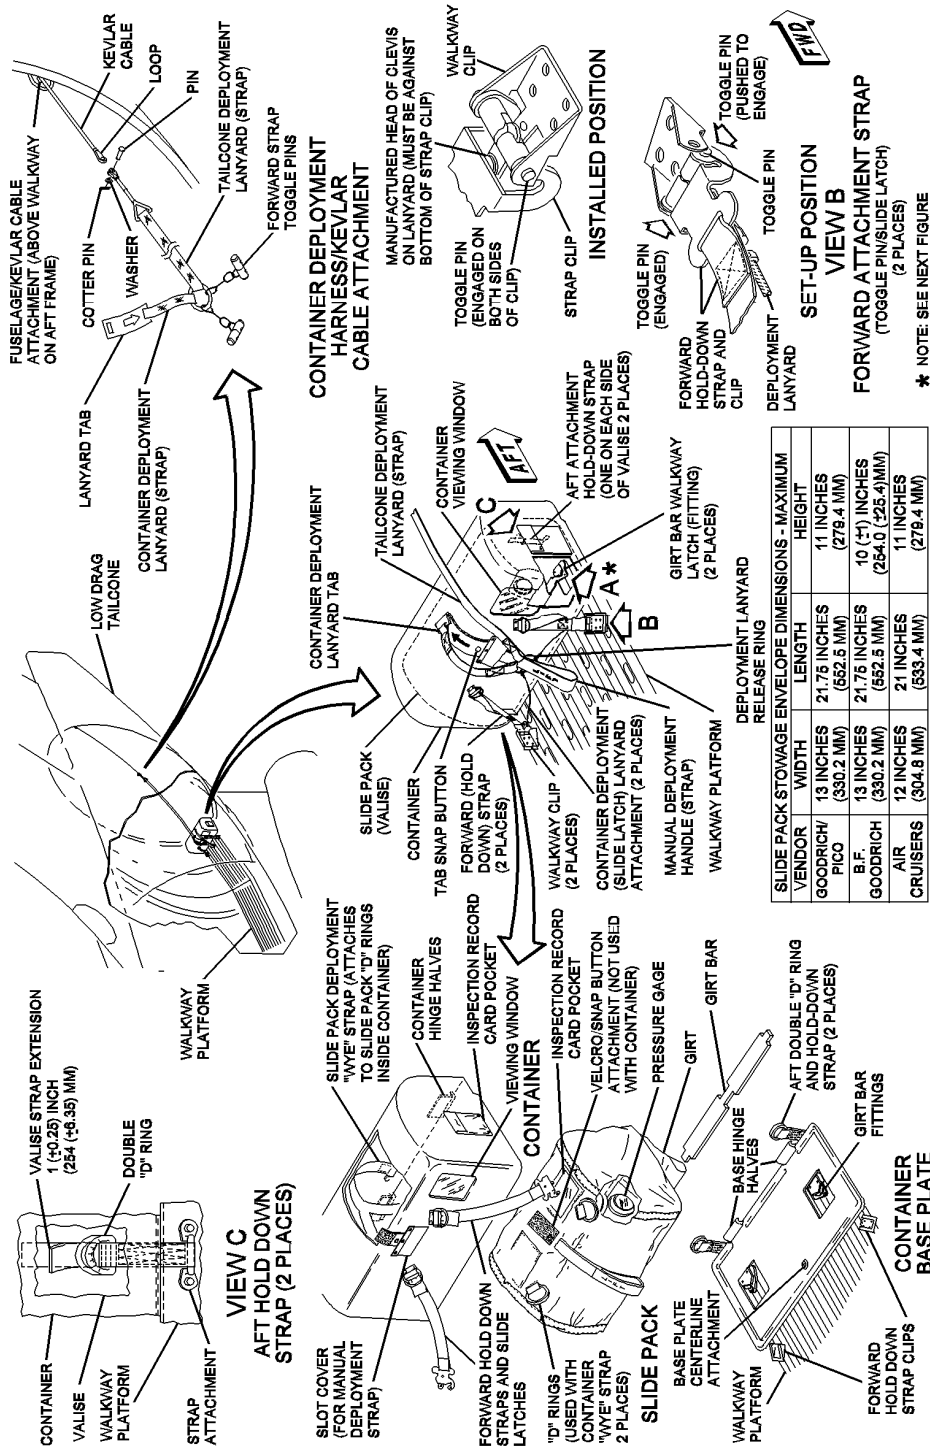 CONTAINER
VALISE
WALKWAY
PLATFORM
STRAP
ATTACHMENT
VALISE STRAP EXTENSION
1 (±0.25) INCH
(254 (±6.35) MM)
DOUBLE
"D" RING
VIEW C
AFT HOLD DOWN
STRAP (2 PLACES)
WALKWAY
PLATFORM
LOW DRAG
TAILCONE
FUSELAGE/KEVLAR CABLE
ATTACHMENT (ABOVE WALKWAY
ON AFT FRAME)
KEVLAR
CABLE
LOOP
PIN
COTTER PIN
WASHER
LANYARD TAB
CONTAINER DEPLOYMENT
LANYARD (STRAP)
TAILCONE DEPLOYMENT
LANYARD (STRAP)
FORWARD STRAP
TOGGLE PINS
CONTAINER DEPLOYMENT
HARNESS/KEVLAR
CABLE ATTACHMENT
SLOT COVER
(FOR MANUAL
DEPLOYMENT
STRAP)
SLIDE PACK DEPLOYMENT
"WYE" STRAP (ATTACHES
TO SLIDE PACK "D" RINGS
INSIDE CONTAINER)
CONTAINER
HINGE HALVES
INSPECTION RECORD
CARD POCKET
VIEWING WINDOW
CONTAINER
FORWARD HOLD DOWN
STRAPS AND SLIDE
LATCHES
"D" RINGS
(USED WITH
CONTAINER
"WYE" STRAP
2 PLACES)
INSPECTION RECORD
CARD POCKET
VELCRO/SNAP BUTTON
ATTACHMENT (NOT USED
WITH CONTAINER)
PRESSURE GAGE
GIRT
GIRT BAR
SLIDE PACK
BASE PLATE
CENTERLINE
ATTACHMENT
WALKWAY
PLATFORM
BASE HINGE
HALVES
AFT DOUBLE "D" RING
AND HOLD-DOWN
STRAP (2 PLACES)
GIRT BAR
FITTINGS
FORWARD
HOLD DOWN
STRAP CLIPS
CONTAINER
BASE PLATE
CONTAINER DEPLOYMENT
LANYARD TAB
TAILCONE DEPLOYMENT
LANYARD (STRAP)
CONTAINER
VIEWING WINDOW
SLIDE PACK
(VALISE)
CONTAINER
TAB SNAP BUTTON
FORWARD (HOLD
DOWN) STRAP
(2 PLACES)
WALKWAY CLIP
(2 PLACES)
CONTAINER DEPLOYMENT
(SLIDE LATCH) LANYARD
ATTACHMENT (2 PLACES)
MANUAL DEPLOYMENT
HANDLE (STRAP)
WALKWAY PLATFORM
AFT
C
A*
B
AFT ATTACHMENT
HOLD-DOWN STRAP
(ONE ON EACH SIDE
OF VALISE 2 PLACES)
GIRT BAR WALKWAY
LATCH (FITTING)
(2 PLACES)
DEPLOYMENT LANYARD
RELEASE RING
MANUFACTURED HEAD OF CLEVIS
ON LANYARD (MUST BE AGAINST
BOTTOM OF STRAP CLIP)
WALKWAY
CLIP
TOGGLE PIN
(ENGAGED ON
BOTH SIDES
OF CLIP)
STRAP CLIP
INSTALLED POSITION
TOGGLE PIN
(ENGAGED)
TOGGLE PIN
(PUSHED TO
ENGAGE)
FWD
FORWARD
HOLD-DOWN
STRAP AND
CLIP
TOGGLE PIN
DEPLOYMENT
LANYARD
SET-UP POSITION
VIEW B
FORWARD ATTACHMENT STRAP
(TOGGLE PIN/SLIDE LATCH)
(2 PLACES)
* NOTE: SEE NEXT FIGURE
SLIDE PACK STOWAGE ENVELOPE DIMENSIONS - MAXIMUM
VENDOR WIDTH LENGTH HEIGHT
GOODRICH/ 13 INCHES 21.75 INCHES 11 INCHES
PICO (330.2 MM) (552.5 MM) (279.4 MM)
B.F. 13 INCHES 21.75 INCHES 10 (±1) INCHES
GOODRICH (330.2 MM) (552.5 MM) (254.0 (±25.4)MM)
AIR 12 INCHES 21 INCHES 11 INCHES
CRUISERS (304.8 MM) (533.4 MM) (279.4 MM)